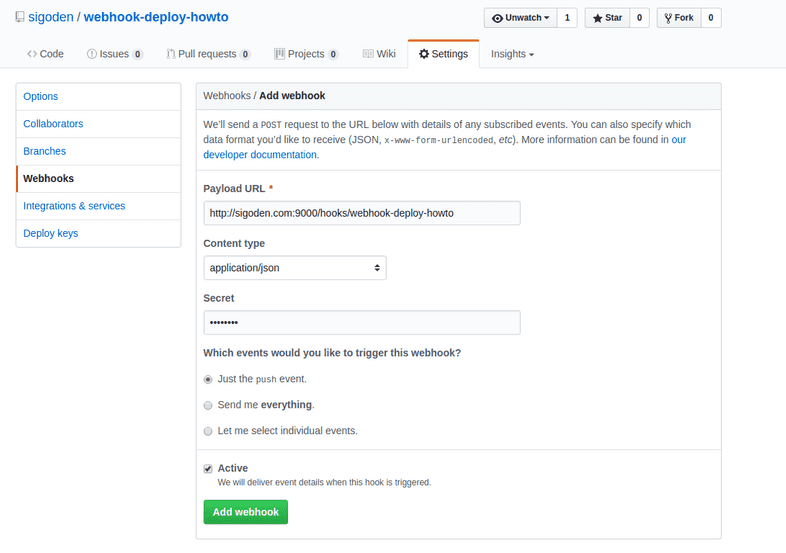 sigoden / webhook-deploy-howto
Unwatch 1 Star 0 Fork 0
Code Issues 0 Pull requests 0 Projects 0 Wiki Settings Insights
Options
Collaborators
Branches
Webhooks
Integrations & services
Deploy keys
Webhooks / Add webhook
We'll send a POST request to the URL below with details of any subscribed events. You can also specify which
data format you'd like to receive (JSON, x-www-form-urlencoded, etc). More information can be found in our
developer documentation.
Payload URL *
http://sigoden.com:9000/hooks/webhook-deploy-howto
Content type
application/json
Secret
••••••••
Which events would you like to trigger this webhook?
Just the push event.
Send me everything.
Let me select individual events.
Active
We will deliver event details when this hook is triggered.
Add webhook